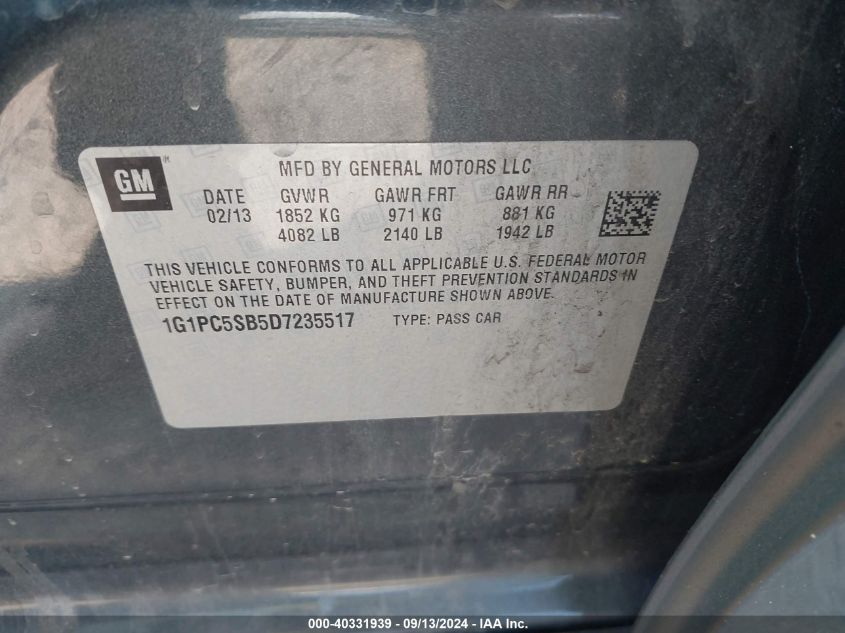 GM
MFD BY GENERAL MOTORS LLC
DATE GVWR GAWR FRT GAWR RR
02/13 1852 KG 971 KG 881 KG
4082 LB 2140 LB 1942 LB
THIS VEHICLE CONFORMS TO ALL APPLICABLE U.S. FEDERAL MOTOR
VEHICLE SAFETY, BUMPER, AND THEFT PREVENTION STANDARDS IN
EFFECT ON THE DATE OF MANUFACTURE SHOWN ABOVE.
1G1PC5SB5D7235517 TYPE: PASS CAR
000-40331939 - 09/13/2024 - IAA Inc.